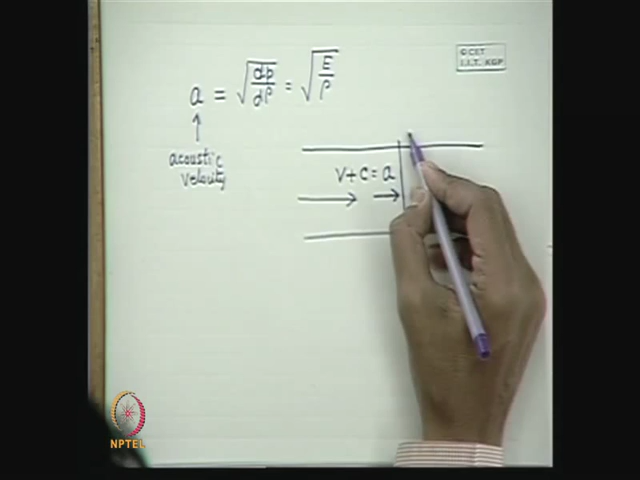 © CET
I.I.T. KGP
a = √dp/dρ = √E/ρ
acoustic
velocity
V+c = a
NPTEL